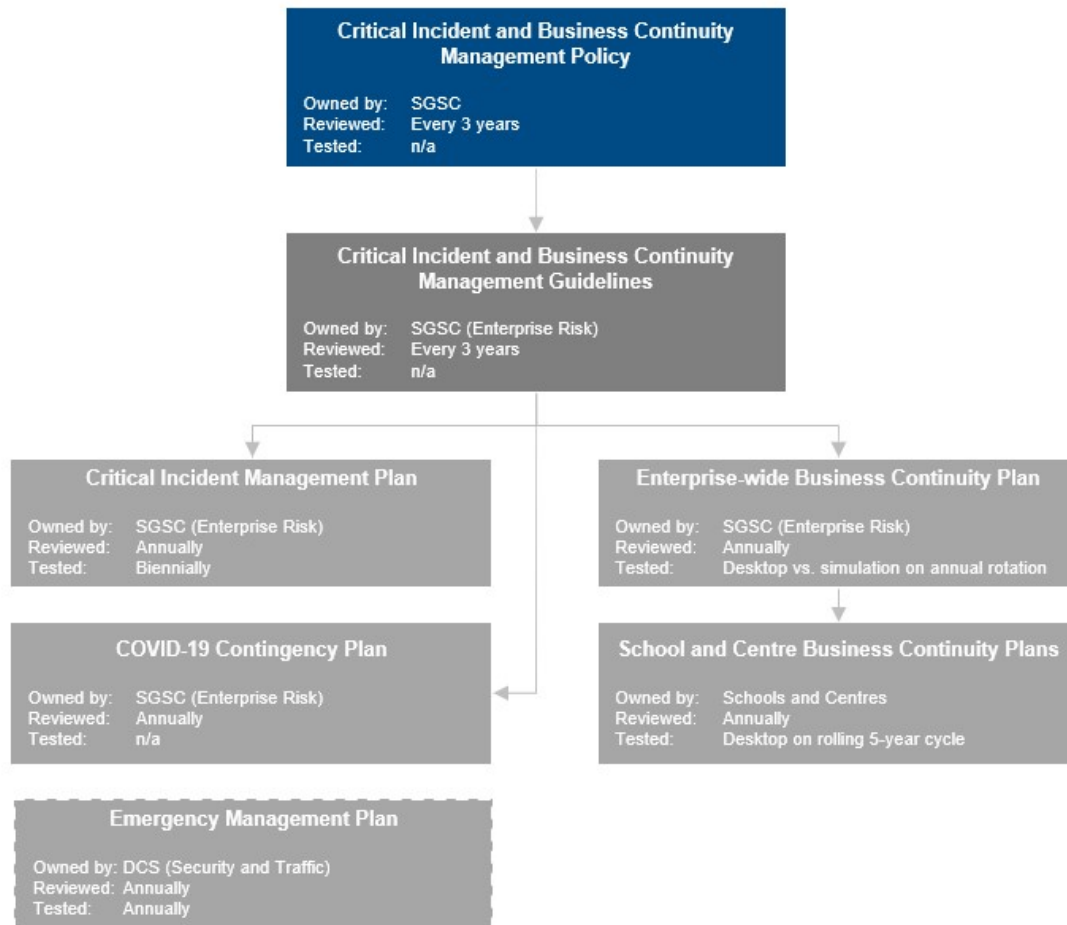 Critical Incident and Business Continuity
Management Policy
Owned by: SGSC
Reviewed: Every 3 years
Tested: n/a
Critical Incident and Business Continuity
Management Guidelines
Owned by: SGSC (Enterprise Risk)
Reviewed: Every 3 years
Tested: n/a
Critical Incident Management Plan
Owned by: SGSC (Enterprise Risk)
Reviewed: Annually
Tested: Biennially
Enterprise-wide Business Continuity Plan
Owned by: SGSC (Enterprise Risk)
Reviewed: Annually
Tested: Desktop vs. simulation on annual rotation
COVID-19 Contingency Plan
Owned by: SGSC (Enterprise Risk)
Reviewed: Annually
Tested: n/a
School and Centre Business Continuity Plans
Owned by: Schools and Centres
Reviewed: Annually
Tested: Desktop on rolling 5-year cycle
Emergency Management Plan
Owned by: DCS (Security and Traffic)
Reviewed: Annually
Tested: Annually